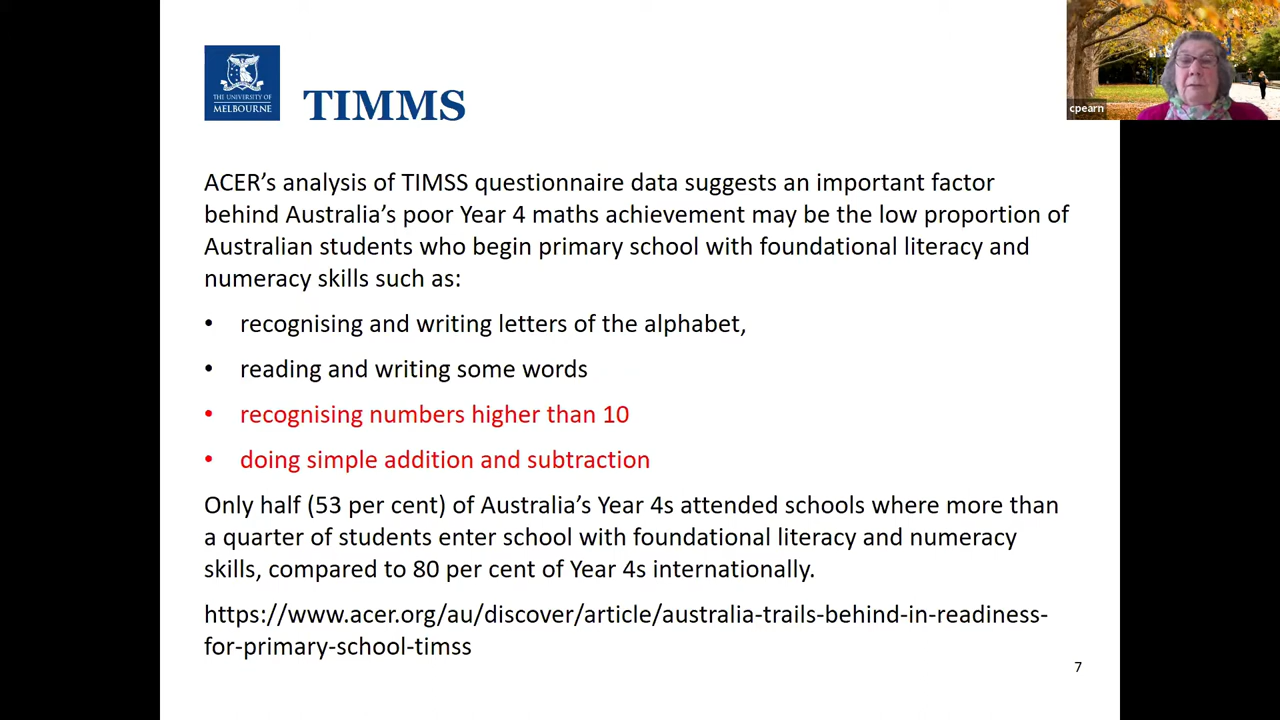 THE UNIVERSITY OF
MELBOURNE
TIMMS
cpearn
ACER’s analysis of TIMSS questionnaire data suggests an important factor
behind Australia’s poor Year 4 maths achievement may be the low proportion of
Australian students who begin primary school with foundational literacy and
numeracy skills such as:
• recognising and writing letters of the alphabet,
• reading and writing some words
• recognising numbers higher than 10
• doing simple addition and subtraction
Only half (53 per cent) of Australia’s Year 4s attended schools where more than
a quarter of students enter school with foundational literacy and numeracy
skills, compared to 80 per cent of Year 4s internationally.
https://www.acer.org/au/discover/article/australia-trails-behind-in-readiness-
for-primary-school-timss
7